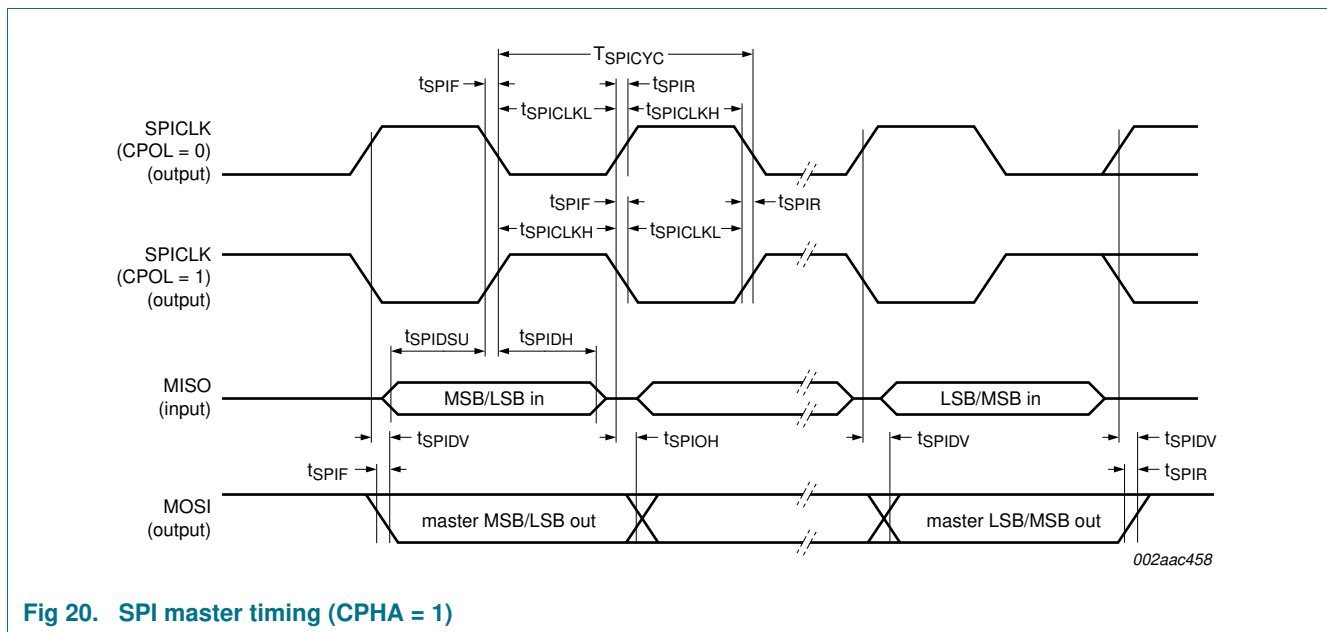 TSPICYC
tSPIF
tSPIR
tSPICLKL
tSPICLKH
SPICLK
(CPOL = 0)
(output)
tSPIF
tSPIR
tSPICLKH
tSPICLKL
SPICLK
(CPOL = 1)
(output)
tSPIDSU
tSPIDH
MISO
(input)
MSB/LSB in
LSB/MSB in
tSPIDV
tSPIOH
tSPIDV
tSPIDV
tSPIF
tSPIR
MOSI
(output)
master MSB/LSB out
master LSB/MSB out
002aac458
Fig 20. SPI master timing (CPHA = 1)